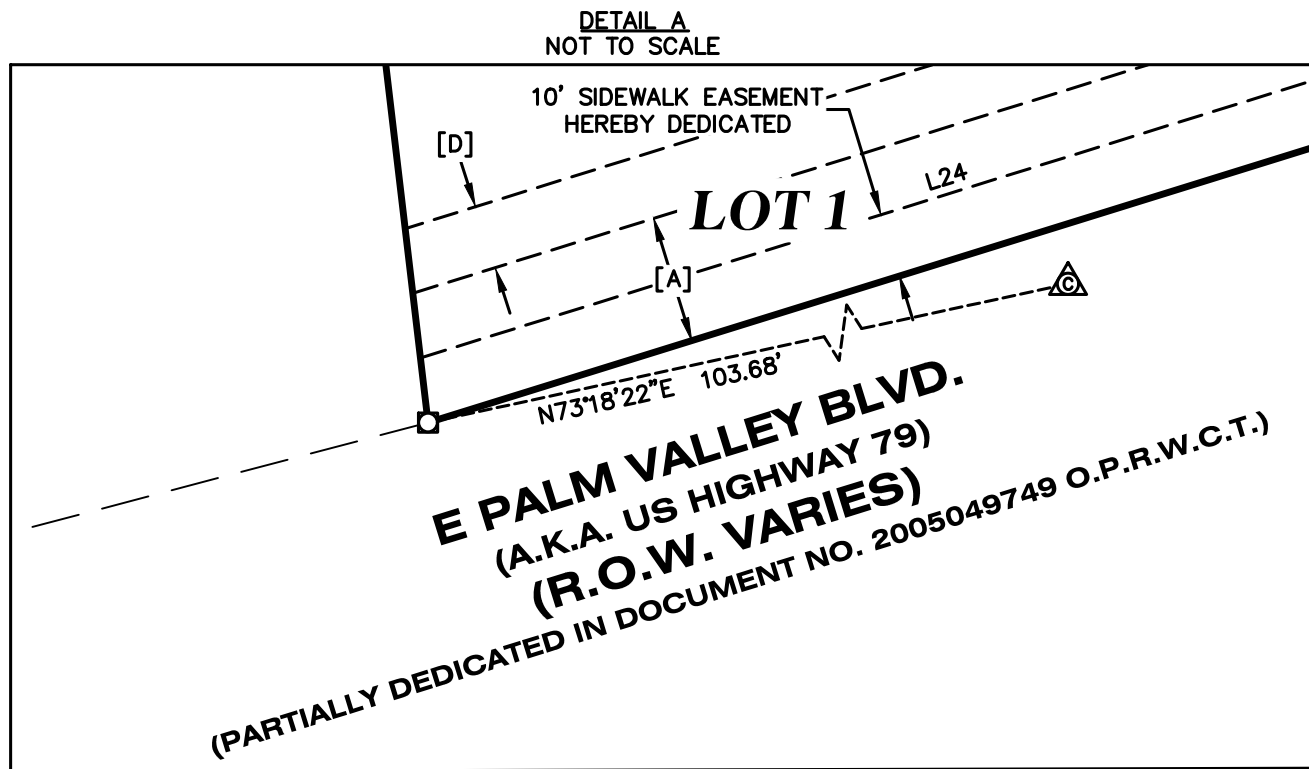 DETAIL A
NOT TO SCALE
10' SIDEWALK EASEMENT
HEREBY DEDICATED
[D]
L24
LOT 1
[A]
C
N73°18'22"E 103.68'
E PALM VALLEY BLVD.
(A.K.A. US HIGHWAY 79)
(R.O.W. VARIES)
(PARTIALLY DEDICATED IN DOCUMENT NO. 2005049749 O.P.R.W.C.T.)